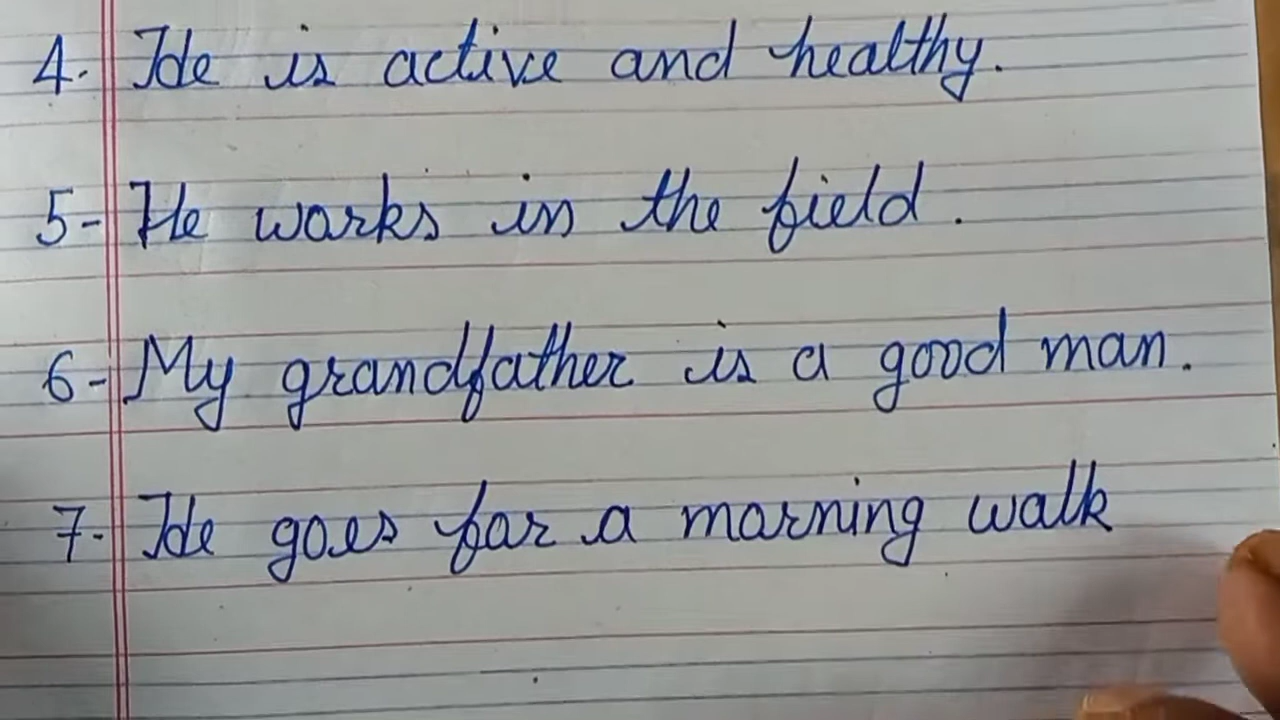 4. He is active and healthy.
5- He works in the field.
6- My grandfather is a good man.
7. He goes for a morning walk